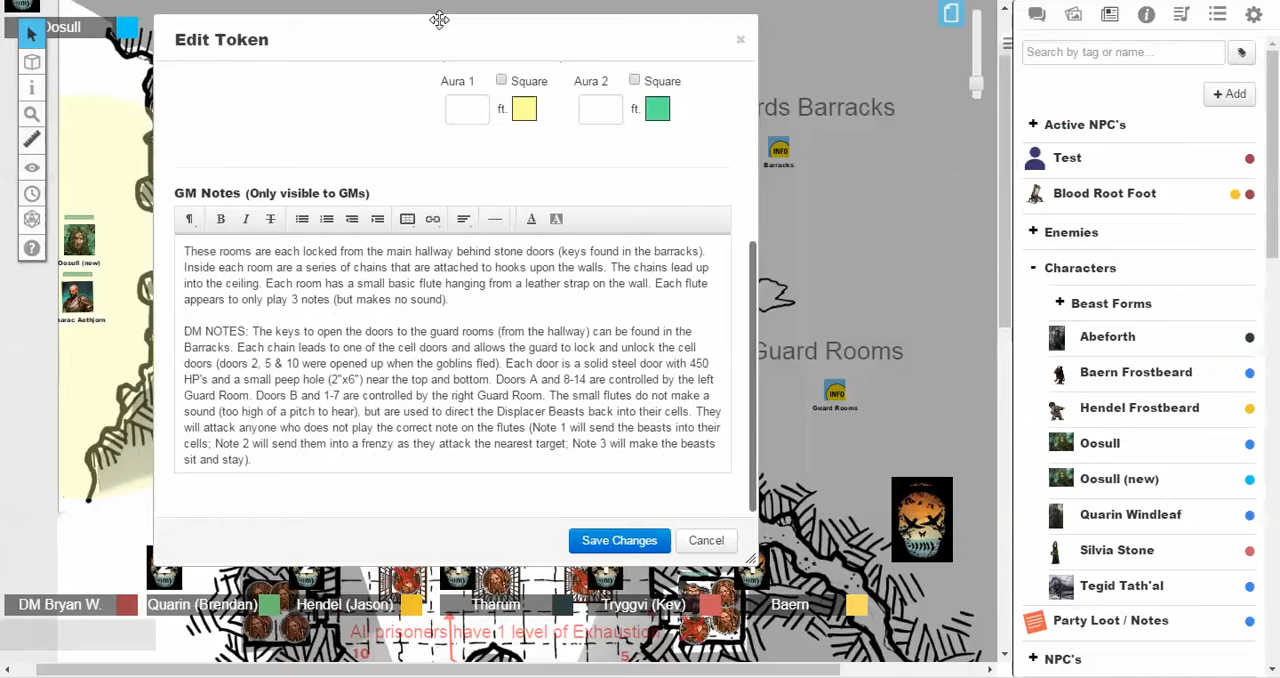 Oosull
Edit Token
×
Aura 1
Square
Aura 2
Square
ft.
ft.
GM Notes (Only visible to GMs)
These rooms are each locked from the main hallway behind stone doors (keys found in the barracks).
Inside each room are a series of chains that are attached to hooks upon the walls. The chains lead up
into the ceiling. Each room has a small basic flute hanging from a leather strap on the wall. Each flute
appears to only play 3 notes (but makes no sound).
DM NOTES: The keys to open the doors to the guard rooms (from the hallway) can be found in the
Barracks. Each chain leads to one of the cell doors and allows the guard to lock and unlock the cell
doors (doors 2, 5 & 10 were opened up when the goblins fled). Each door is a solid steel door with 450
HP's and a small peep hole (2"x6") near the top and bottom. Doors A and 8-14 are controlled by the left
Guard Room. Doors B and 1-7 are controlled by the right Guard Room. The small flutes do not make a
sound (too high of a pitch to hear), but are used to direct the Displacer Beasts back into their cells. They
will attack anyone who does not play the correct note on the flutes (Note 1 will send the beasts into their
cells; Note 2 will send them into a frenzy as they attack the nearest target; Note 3 will make the beasts
sit and stay).
Save Changes
Cancel
rds Barracks
INFO
Barracks
Guard Rooms
INFO
Guard Rooms
Oosull (new)
narac Aethjorn
DM Bryan W.
Quarin (Brendan)
Hendel (Jason)
Tharum
Tryggvi (Kev)
Baern
All prisoners have 1 level of Exhaustion
10
5
Search by tag or name...
+ Add
+ Active NPC's
Test
Blood Root Foot
+ Enemies
- Characters
+ Beast Forms
Abeforth
Baern Frostbeard
Hendel Frostbeard
Oosull
Oosull (new)
Quarin Windleaf
Silvia Stone
Tegid Tath'al
Party Loot / Notes
+ NPC's